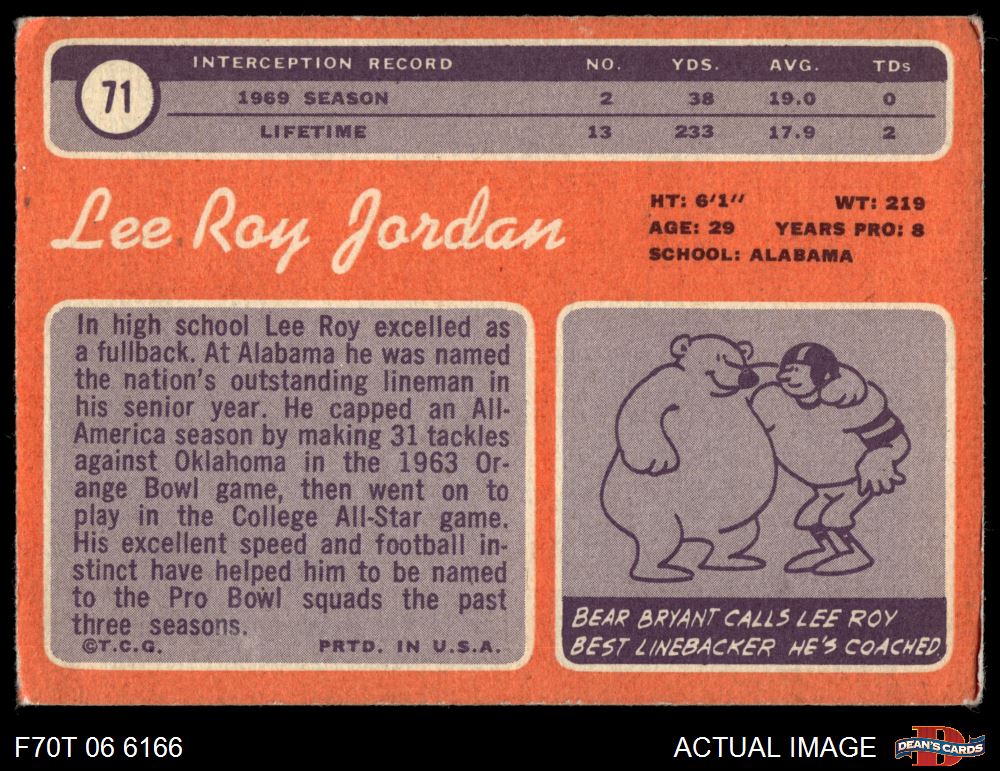 71
INTERCEPTION RECORD NO. YDS. AVG. TDs
1969 SEASON 2 38 19.0 0
LIFETIME 13 233 17.9 2
Lee Roy Jordan
HT: 6'1" WT: 219
AGE: 29 YEARS PRO: 8
SCHOOL: ALABAMA
In high school Lee Roy excelled as
a fullback. At Alabama he was named
the nation's outstanding lineman in
his senior year. He capped an All-
America season by making 31 tackles
against Oklahoma in the 1963 Or-
ange Bowl game, then went on to
play in the College All-Star game.
His excellent speed and football in-
stinct have helped him to be named
to the Pro Bowl squads the past
three seasons.
©T.C.G. PRTD. IN U.S.A.
BEAR BRYANT CALLS LEE ROY
BEST LINEBACKER HE'S COACHED
F70T 06 6166
ACTUAL IMAGE
D
DEAN'S CARDS